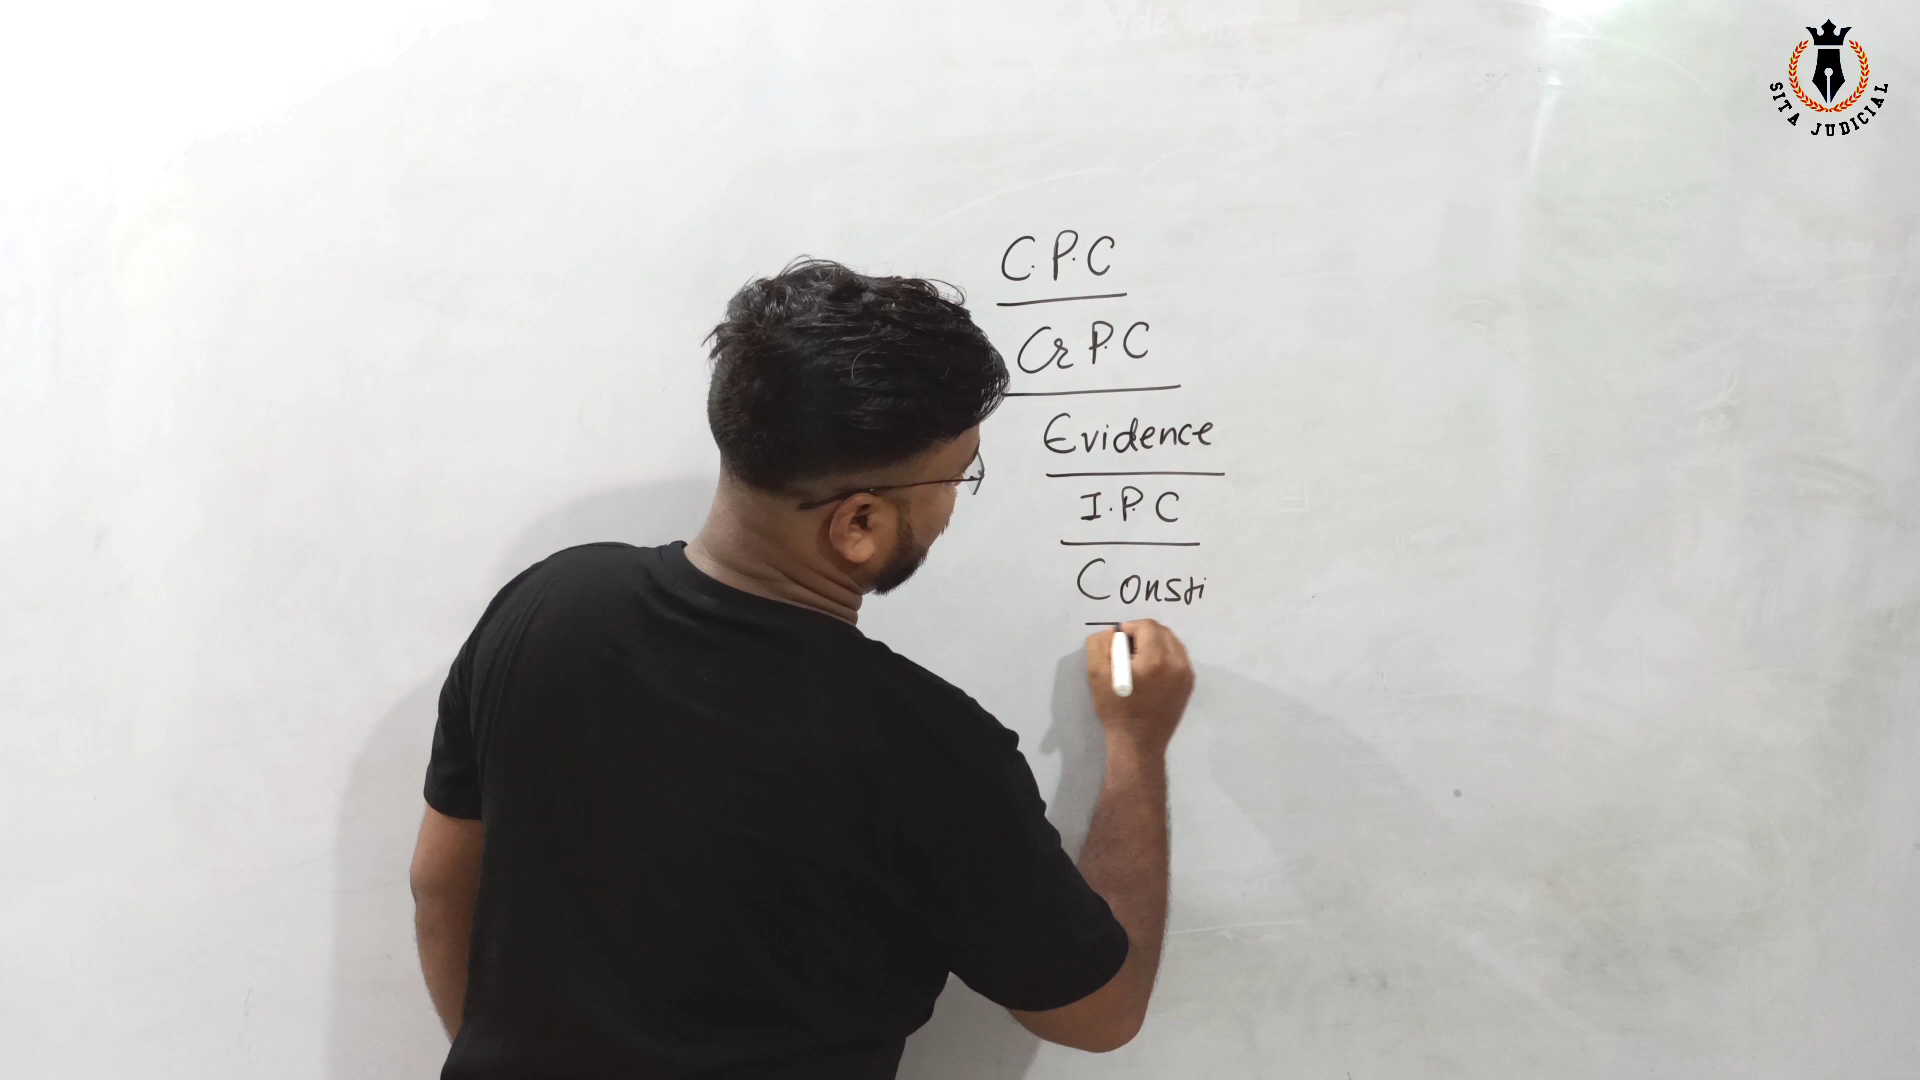 C.P.C
CrP.C
Evidence
I.P.C
Consti
SITA JUDICIAL